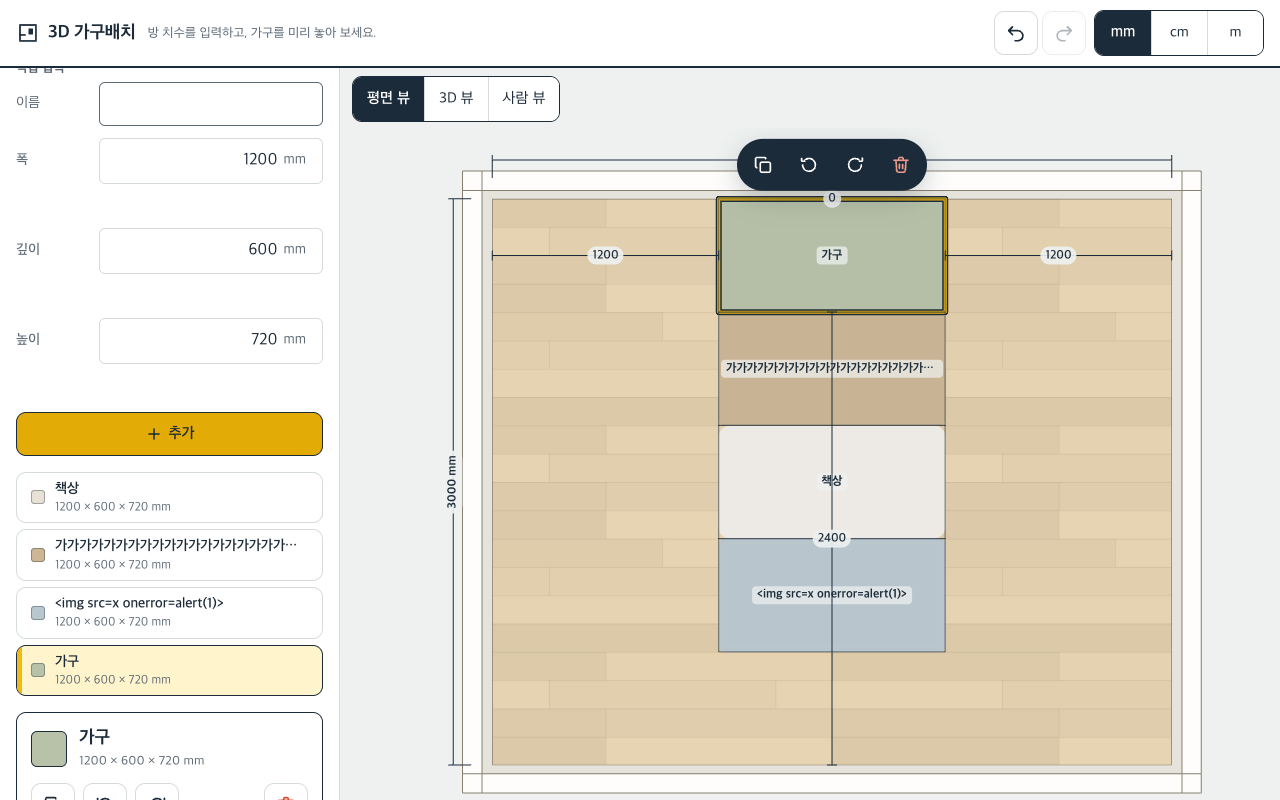 3D 가구배치
방 치수를 입력하고, 가구를 미리 놓아 보세요.
mm
cm
m
이름
폭
1200 mm
깊이
600 mm
높이
720 mm
추가
책상
1200 × 600 × 720 mm
가가가가가가가가가가가가가가가가가가가…
1200 × 600 × 720 mm
<img src=x onerror=alert(1)>
1200 × 600 × 720 mm
가구
1200 × 600 × 720 mm
가구
1200 × 600 × 720 mm
평면 뷰
3D 뷰
사람 뷰
0
1200
가구
1200
가가가가가가가가가가가가가가가가가가가가…
책상
3000 mm
2400
<img src=x onerror=alert(1)>